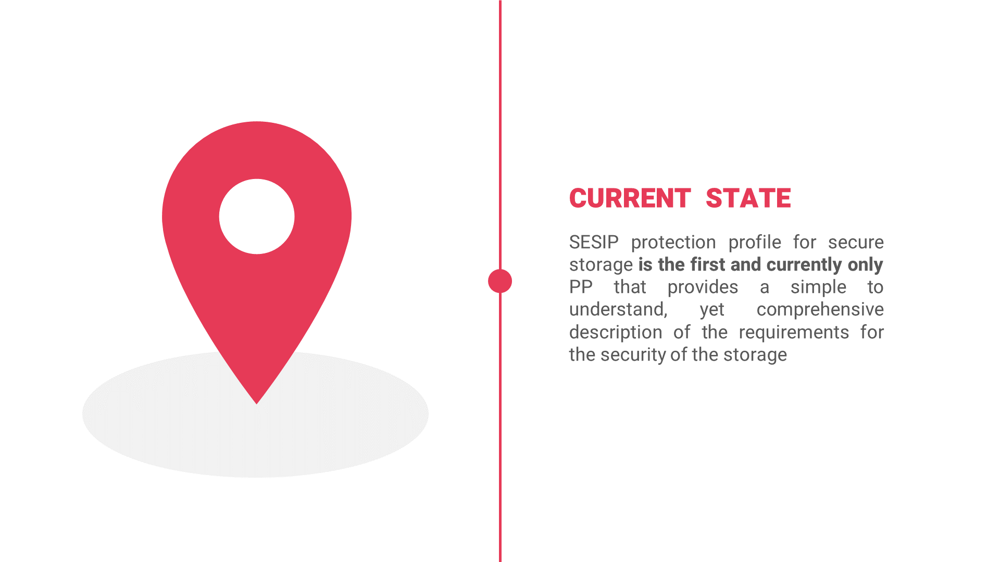 CURRENT STATE
SESIP protection profile for secure
storage is the first and currently only
PP that provides a simple to
understand, yet comprehensive
description of the requirements for
the security of the storage